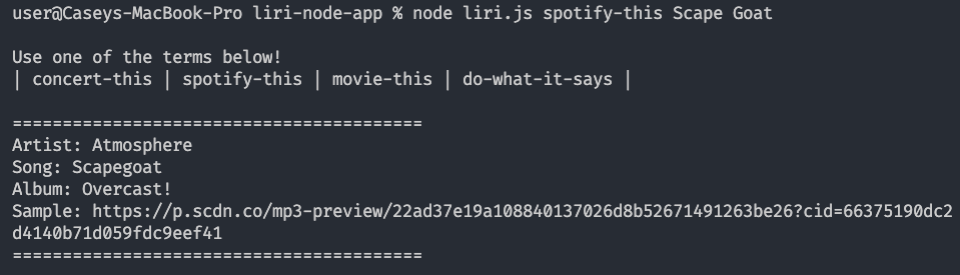 user@Caseys-MacBook-Pro liri-node-app % node liri.js spotify-this Scape Goat
Use one of the terms below!
| concert-this | spotify-this | movie-this | do-what-it-says |
=========================================
Artist: Atmosphere
Song: Scapegoat
Album: Overcast!
Sample: https://p.scdn.co/mp3-preview/22ad37e19a108840137026d8b52671491263be26?cid=66375190dc2
d4140b71d059fdc9eef41
=========================================